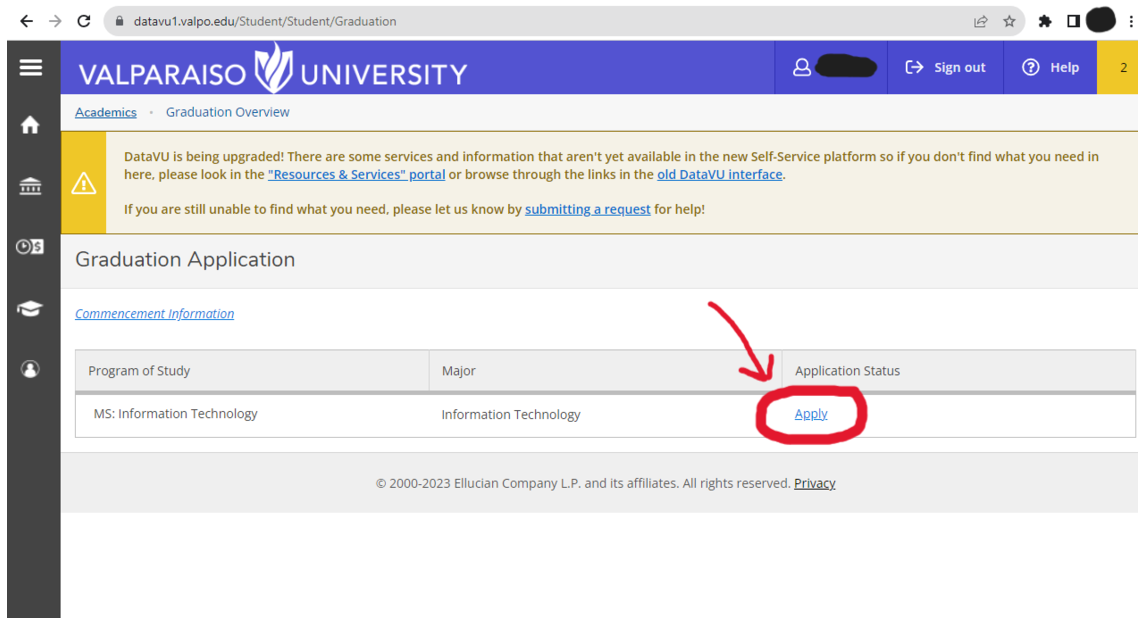 datavu1.valpo.edu/Student/Student/Graduation
VALPARAISO UNIVERSITY
Sign out
Help
2
Academics • Graduation Overview
DataVU is being upgraded! There are some services and information that aren't yet available in the new Self-Service platform so if you don't find what you need in
here, please look in the "Resources & Services" portal or browse through the links in the old DataVU interface.
If you are still unable to find what you need, please let us know by submitting a request for help!
Graduation Application
Commencement Information
Program of Study Major Application Status
MS: Information Technology Information Technology Apply
© 2000-2023 Ellucian Company L.P. and its affiliates. All rights reserved. Privacy